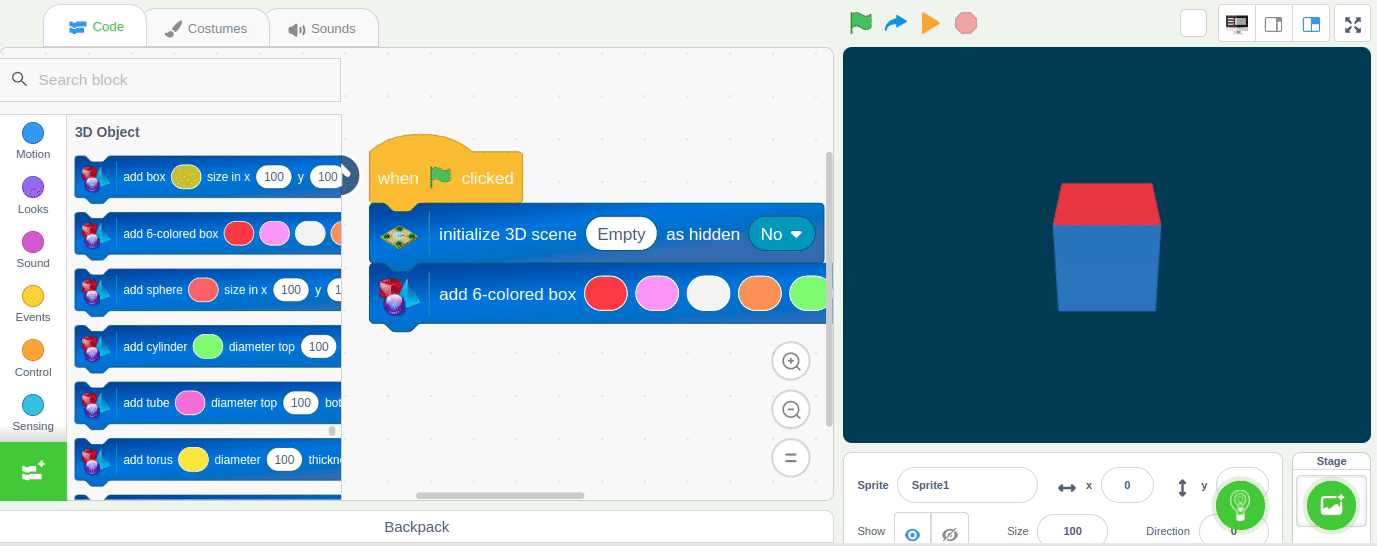 Code
Costumes
Sounds
Search block
Motion
Looks
Sound
Events
Control
Sensing
3D Object
add box size in x 100 y 100
add 6-colored box
add sphere size in x 100 y
add cylinder diameter top 100
add tube diameter top 100
add torus diameter 100
when clicked
initialize 3D scene Empty as hidden No
add 6-colored box
Backpack
Sprite Sprite1 x 0 y
Show Size 100 Direction 0
Stage